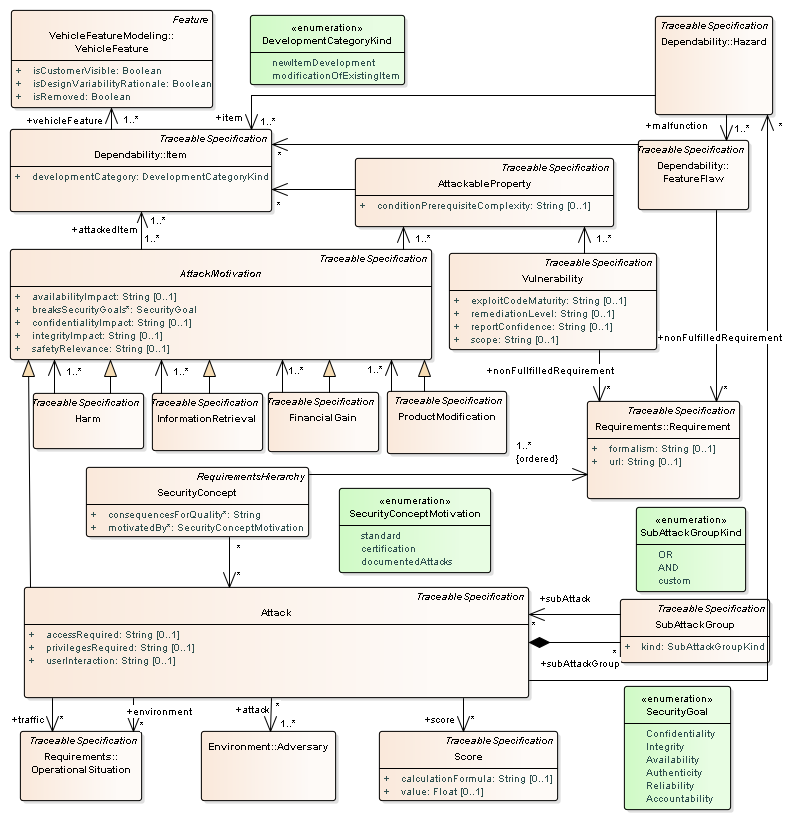 Feature
VehicleFeatureModeling::
VehicleFeature
+ isCustomerVisible: Boolean
+ isDesignVariabilityRationale: Boolean
+ isRemoved: Boolean
«enumeration»
DevelopmentCategoryKind
newItemDevelopment
modificationOfExistingItem
Traceable Specification
Dependability::Hazard
+vehicleFeature
1..*
+item
1..*
+malfunction
1..*
*
Traceable Specification
Dependability::Item
+ developmentCategory: DevelopmentCategoryKind
*
*
Traceable Specification
AttackableProperty
+ conditionPrerequisiteComplexity: String [0..1]
Traceable Specification
Dependability::
FeatureFlaw
+attackedItem
1..*
1..*
1..*
1..*
Traceable Specification
AttackMotivation
+ availabilityImpact: String [0..1]
+ breaksSecurityGoals*: SecurityGoal
+ confidentialityImpact: String [0..1]
+ integrityImpact: String [0..1]
+ safetyRelevance: String [0..1]
Traceable Specification
Vulnerability
+ exploitCodeMaturity: String [0..1]
+ remediationLevel: String [0..1]
+ reportConfidence: String [0..1]
+ scope: String [0..1]
+nonFulfilledRequirement
+nonFullfilledRequirement
*
*
1..*
1..*
1..*
1..*
Traceable Specification
Harm
Traceable Specification
InformationRetrieval
Traceable Specification
FinancialGain
Traceable Specification
ProductModification
Traceable Specification
Requirements::Requirement
+ formalism: String [0..1]
+ url: String [0..1]
1..*
{ordered}
RequirementsHierarchy
SecurityConcept
+ consequencesForQuality*: String
+ motivatedBy*: SecurityConceptMotivation
«enumeration»
SecurityConceptMotivation
standard
certification
documentedAttacks
«enumeration»
SubAttackGroupKind
OR
AND
custom
*
*
Traceable Specification
Attack
+ accessRequired: String [0..1]
+ privilegesRequired: String [0..1]
+ userInteraction: String [0..1]
+subAttack
*
*
+subAttackGroup
Traceable Specification
SubAttackGroup
+ kind: SubAttackGroupKind
+traffic
*
+environment
*
+attack
*
1..*
+score
*
Traceable Specification
Requirements::
OperationalSituation
Environment::Adversary
Traceable Specification
Score
+ calculationFormula: String [0..1]
+ value: Float [0..1]
«enumeration»
SecurityGoal
Confidentiality
Integrity
Availability
Authenticity
Reliability
Accountability